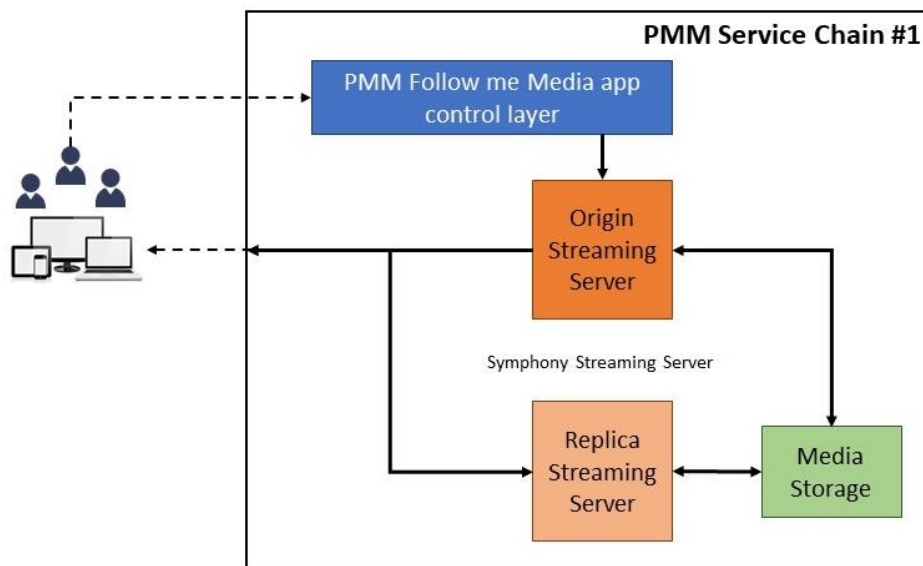 PMM Service Chain #1
PMM Follow me Media app
control layer
Origin
Streaming
Server
Symphony Streaming Server
Replica
Streaming
Server
Media
Storage